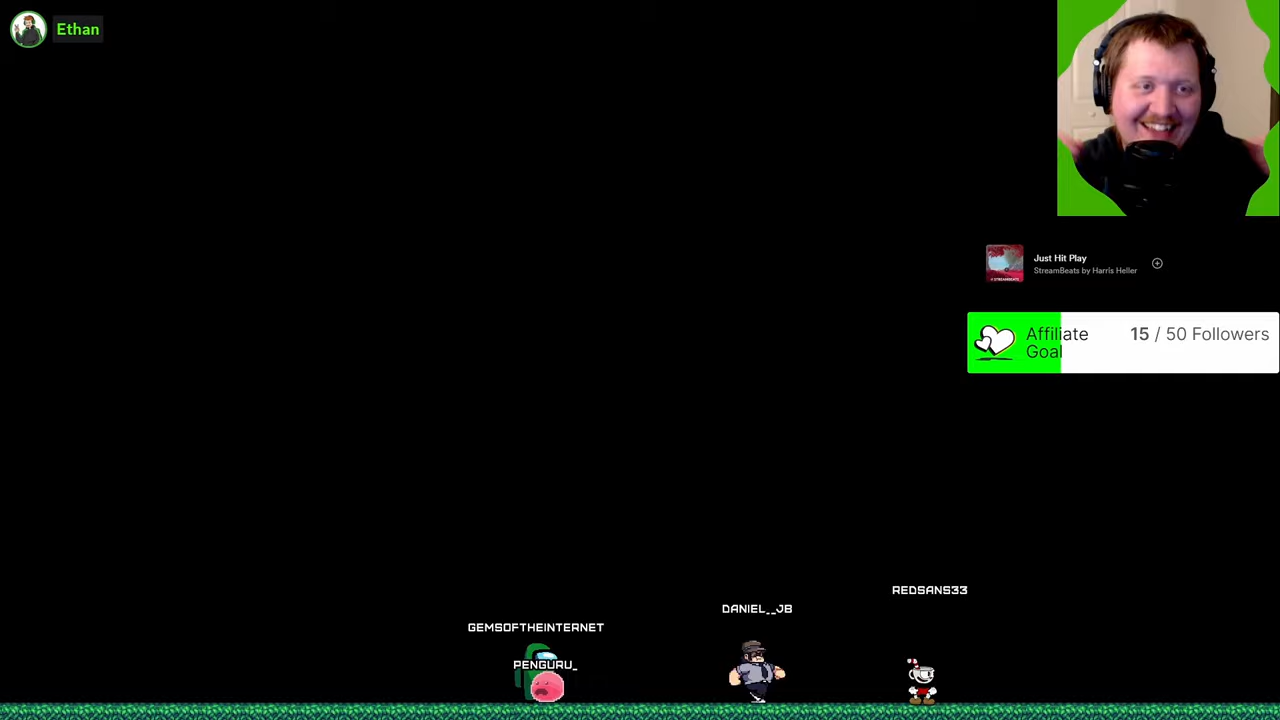 Ethan
Just Hit Play
StreamBeats by Harris Heller
Affiliate
Goal
15 / 50 Followers
REDSANS33
DANIEL__JB
GEMSOFTHEINTERNET
PENGURU_